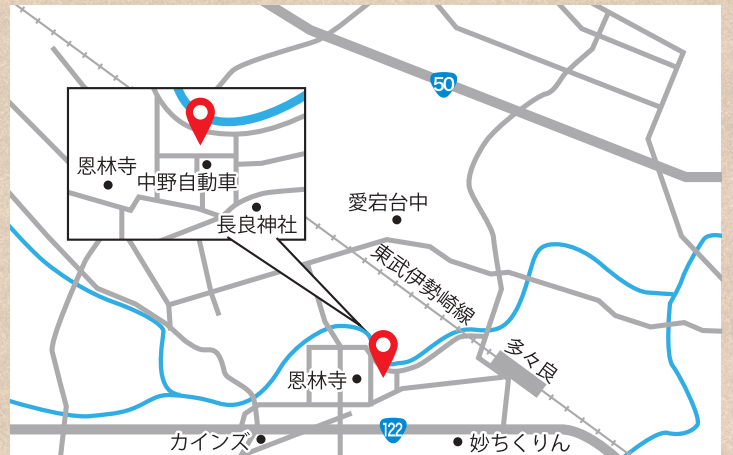 50
恩林寺
中野自動車
長良神社
愛宕台中
東武伊勢崎線
多々良
恩林寺
122
カインズ
妙ちくりん